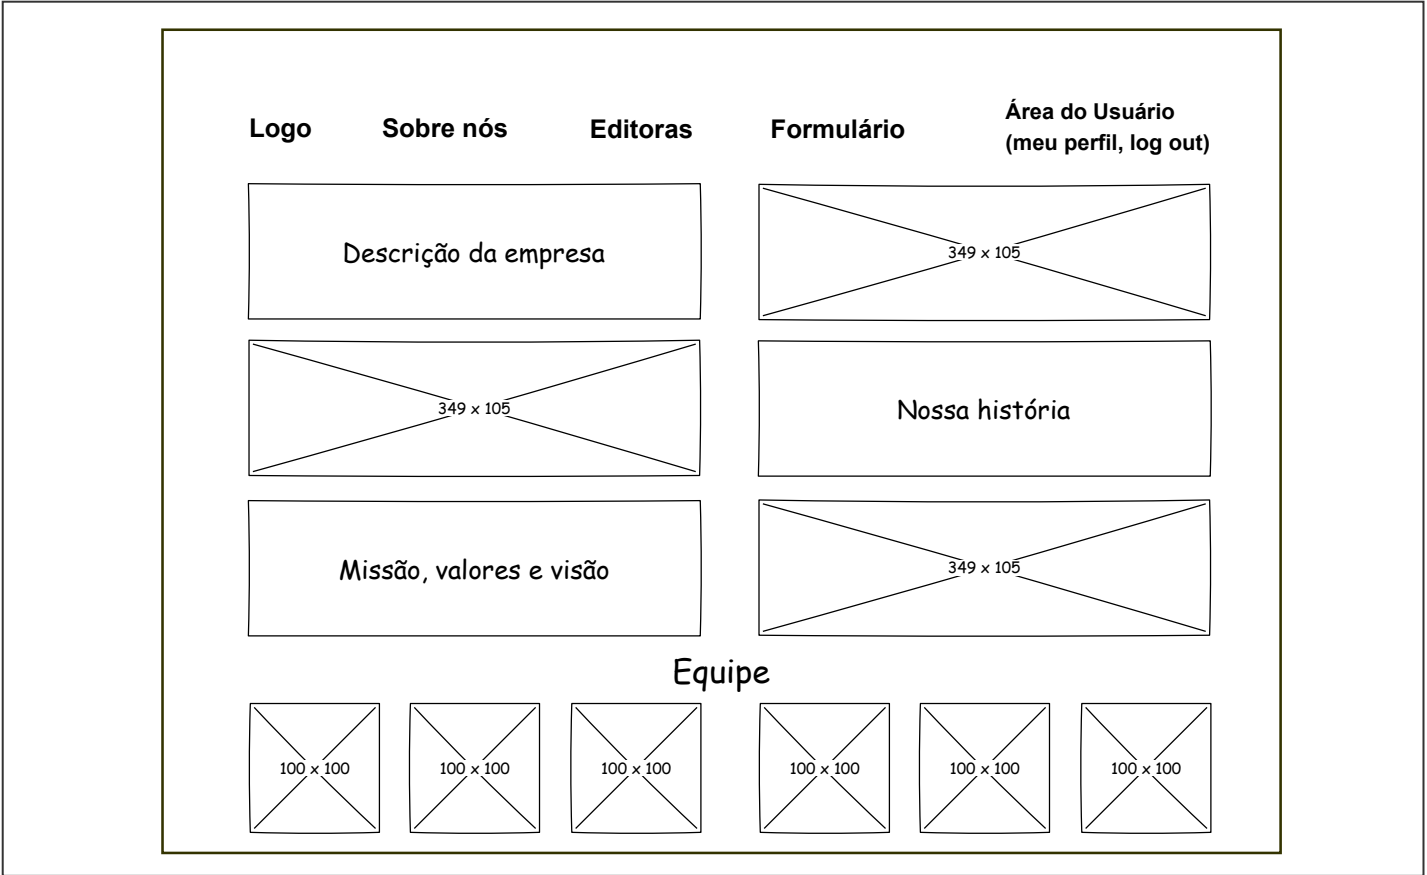 Logo
Sobre nós
Editoras
Formulário
Área do Usuário
(meu perfil, log out)
Descrição da empresa
349 x 105
349 x 105
Nossa história
Missão, valores e visão
349 x 105
Equipe
100 x 100
100 x 100
100 x 100
100 x 100
100 x 100
100 x 100